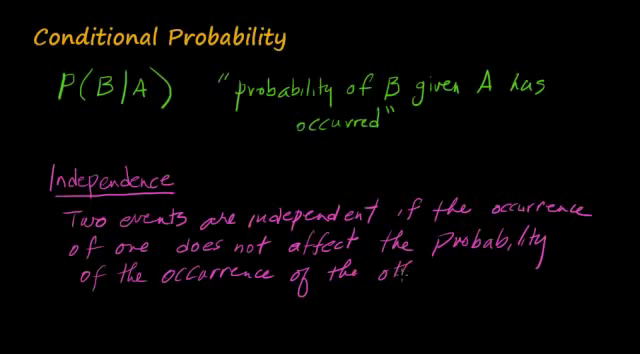 Conditional Probability
P(B/A) "probability of B given A has
occurred"
Independence
Two events are independent if the occurrence
of one does not affect the probability
of the occurrence of the ot